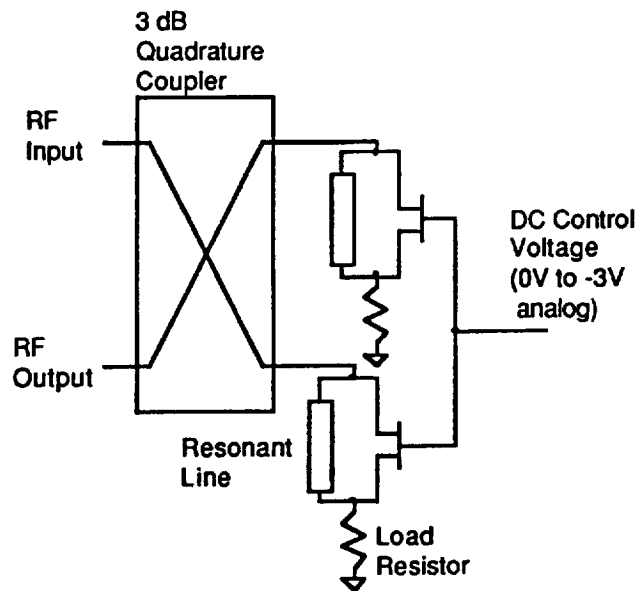 3 dB
Quadrature
Coupler
RF
Input
DC Control
Voltage
(0V to -3V
analog)
RF
Output
Resonant
Line
Load
Resistor